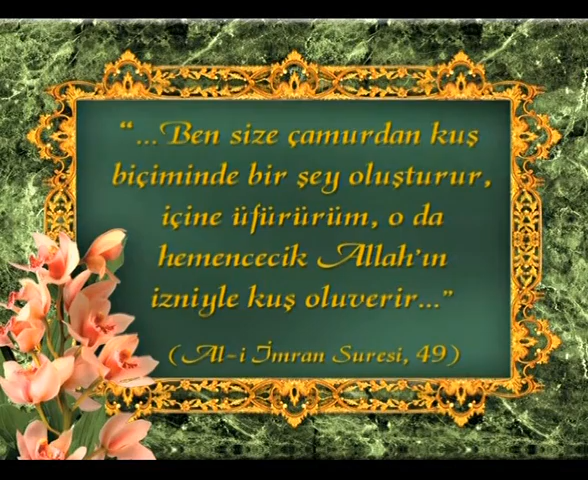 “...Ben size çamurdan kuş
biçiminde bir şey oluşturur,
içine üfürürüm, o da
hemencecik Allah’ın
izniyle kuş oluverir...”
(Al-i İmran Suresi, 49)